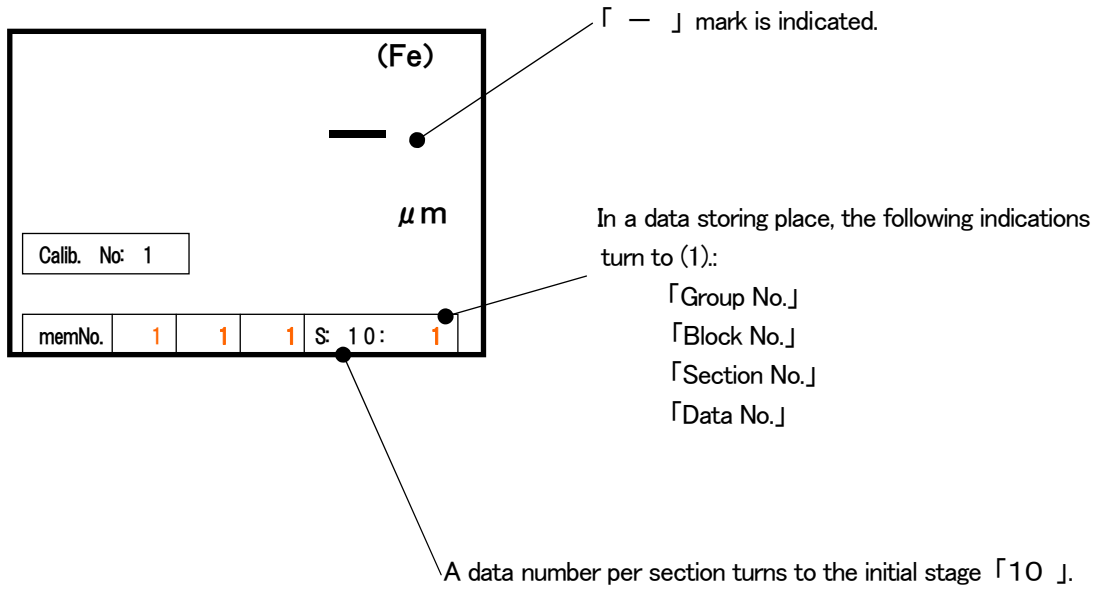 「 － 」 mark is indicated.
(Fe)
－
μm
In a data storing place, the following indications
turn to (1).:
「Group No.」
「Block No.」
「Section No.」
「Data No.」
Calib. No: 1
memNo. 1 1 1 S: 10: 1
A data number per section turns to the initial stage 「10 」.